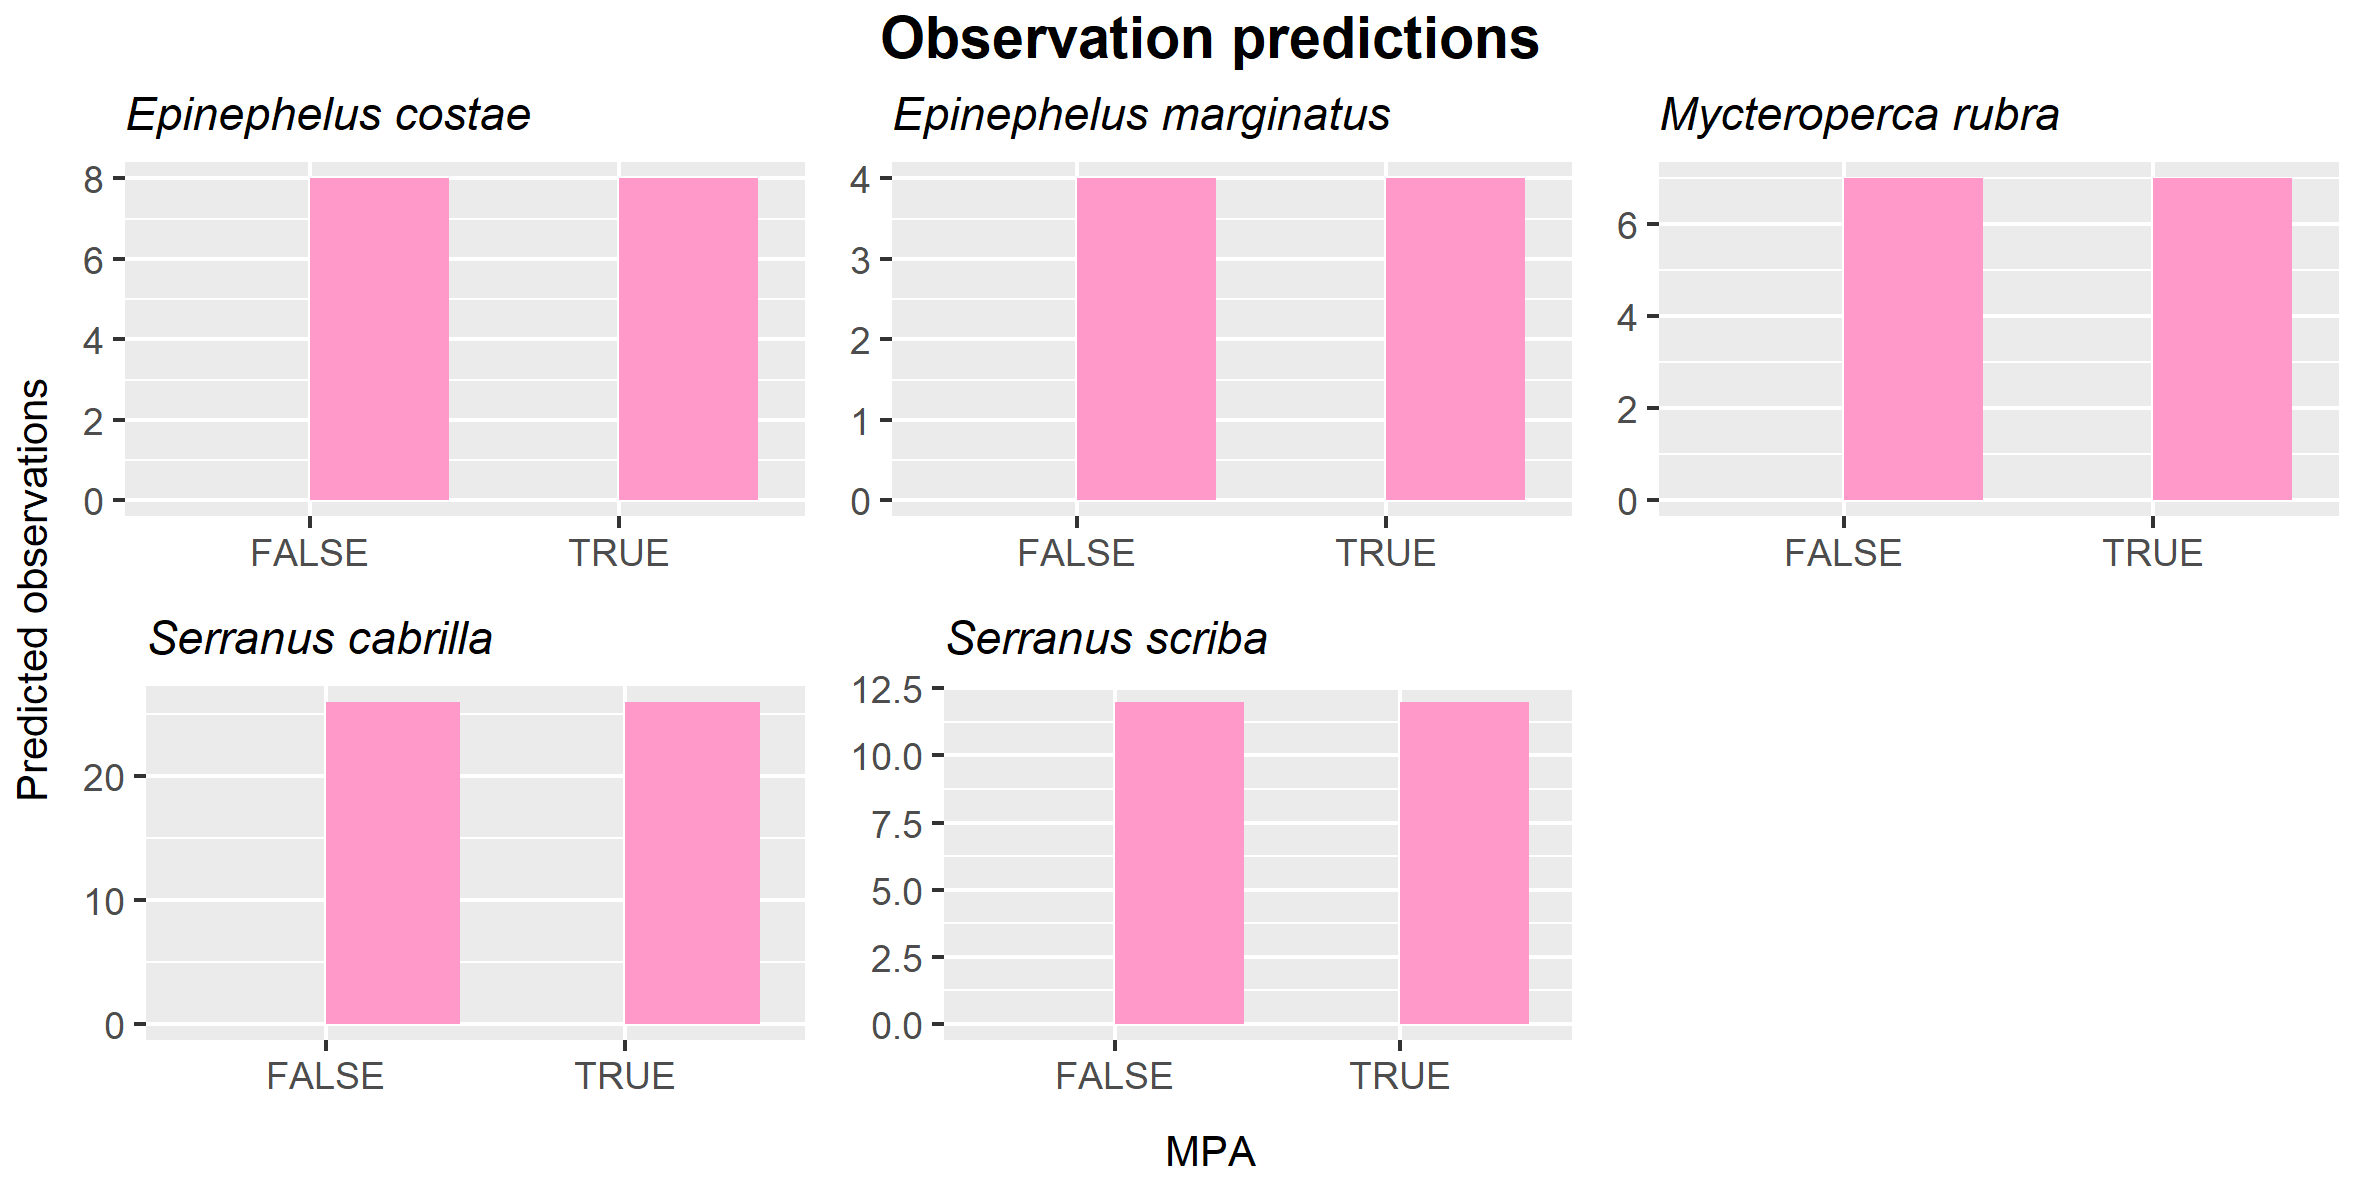 Observation predictions
Epinephelus costae
Epinephelus marginatus
Mycteroperca rubra
8
6
4
2
0
FALSE TRUE
4
3
2
1
0
FALSE TRUE
6
4
2
0
FALSE TRUE
Predicted observations
Serranus cabrilla
Serranus scriba
20
10
0
FALSE TRUE
12.5
10.0
7.5
5.0
2.5
0.0
FALSE TRUE
MPA